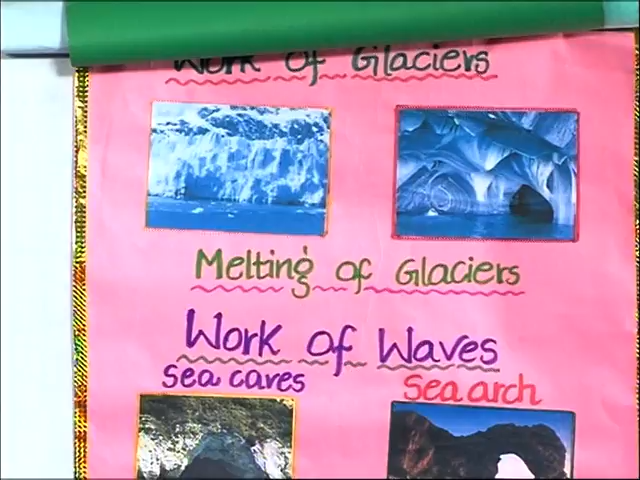 Work of Glaciers
Melting of Glaciers
Work of Waves
Sea caves
Sea arch